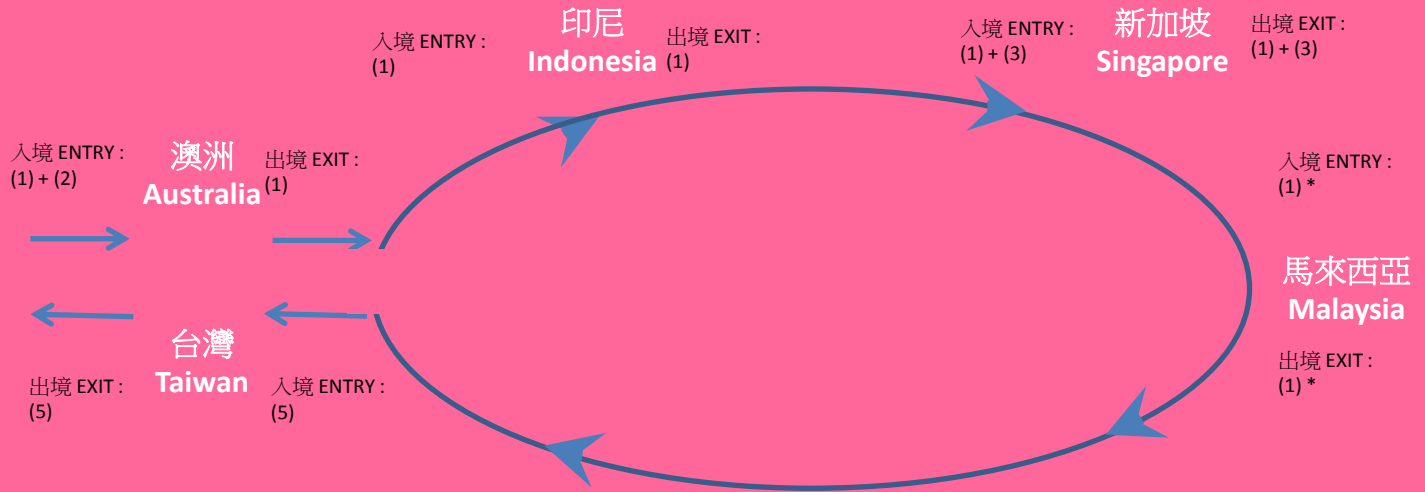 入境 ENTRY :
(1)
印尼
Indonesia
出境 EXIT :
(1)
入境 ENTRY :
(1) + (3)
新加坡
Singapore
出境 EXIT :
(1) + (3)
入境 ENTRY :
(1) + (2)
澳洲
Australia
出境 EXIT :
(1)
入境 ENTRY :
(1) *
馬來西亞
Malaysia
出境 EXIT :
(1) *
台灣
Taiwan
出境 EXIT :
(5)
入境 ENTRY :
(5)